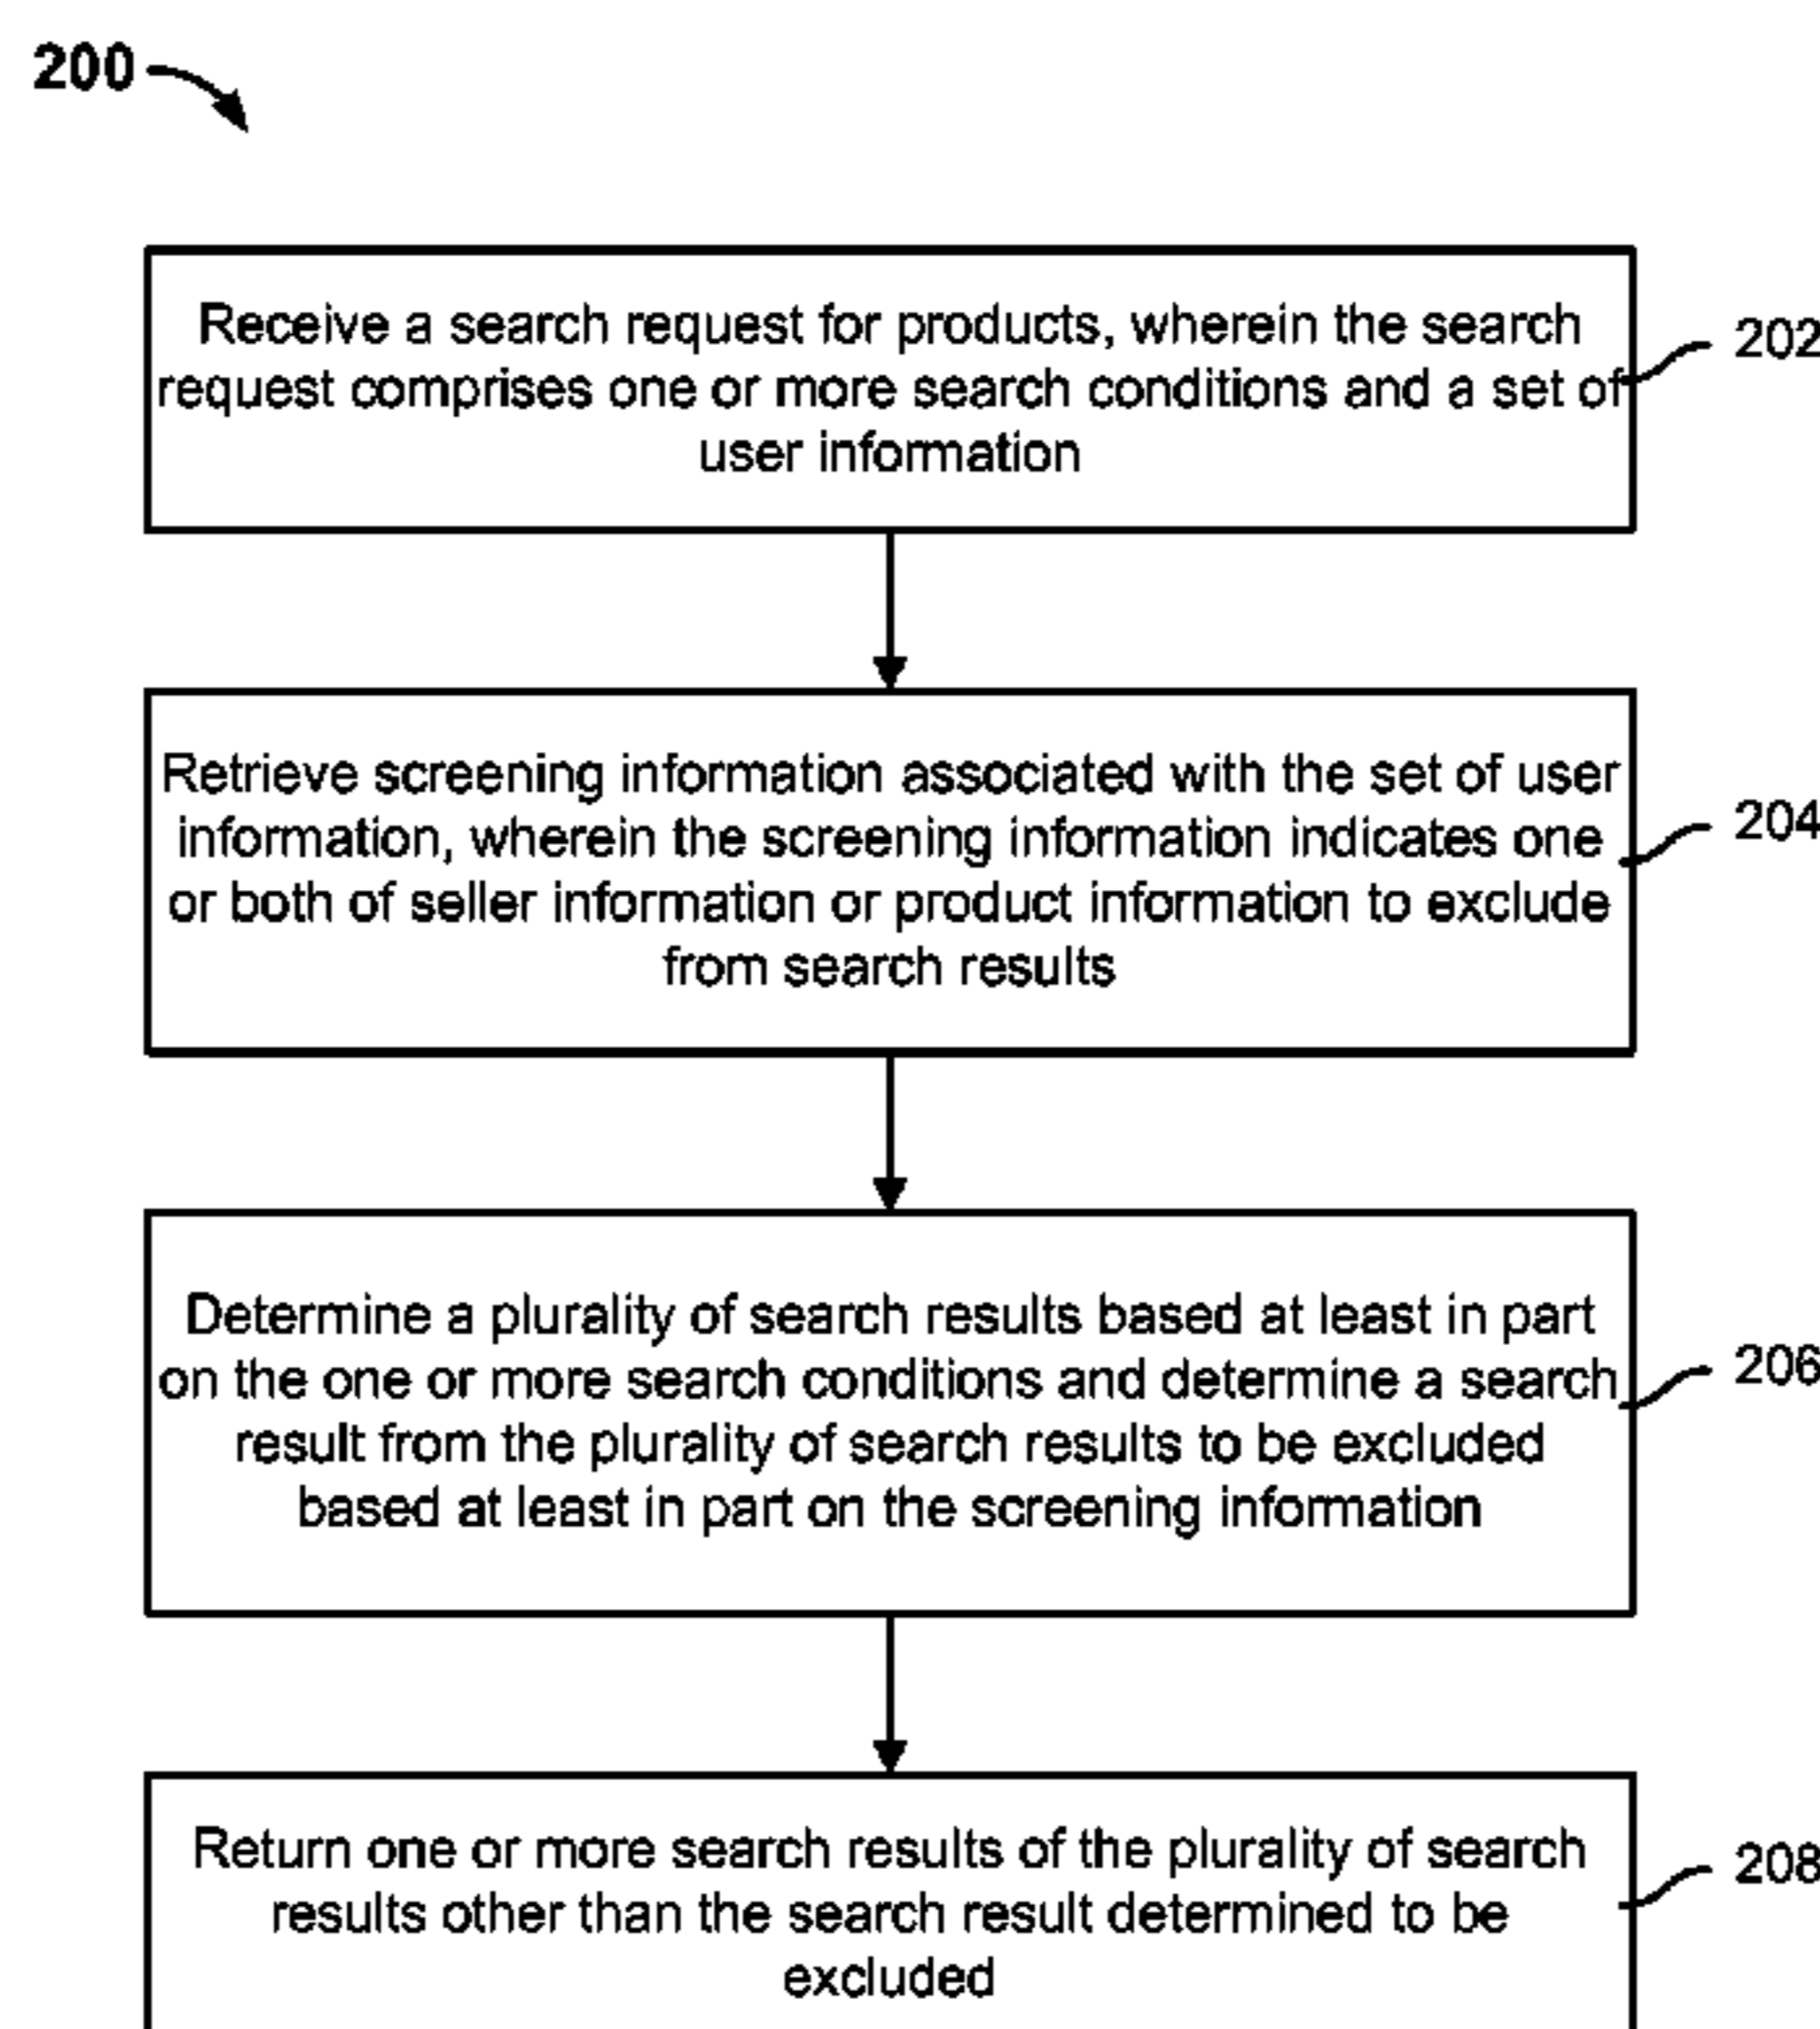 200
Receive a search request for products, wherein the search
request comprises one or more search conditions and a set of
user information
202
Retrieve screening information associated with the set of user
information, wherein the screening information indicates one
or both of seller information or product information to exclude
from search results
204
Determine a plurality of search results based at least in part
on the one or more search conditions and determine a search
result from the plurality of search results to be excluded
based at least in part on the screening information
206
Return one or more search results of the plurality of search
results other than the search result determined to be
excluded
208